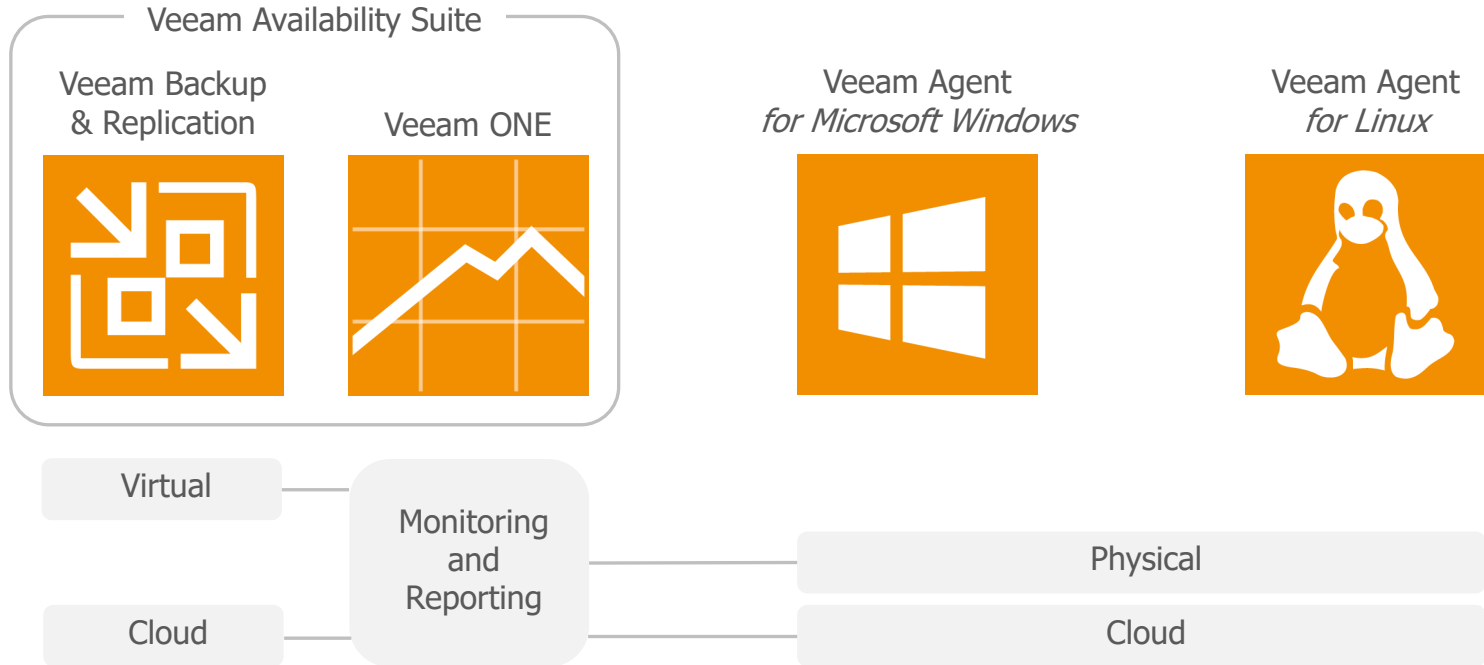 Veeam Availability Suite
Veeam Backup
& Replication
Veeam ONE
Veeam Agent
for Microsoft Windows
Veeam Agent
for Linux
Virtual
Cloud
Monitoring
and
Reporting
Physical
Cloud